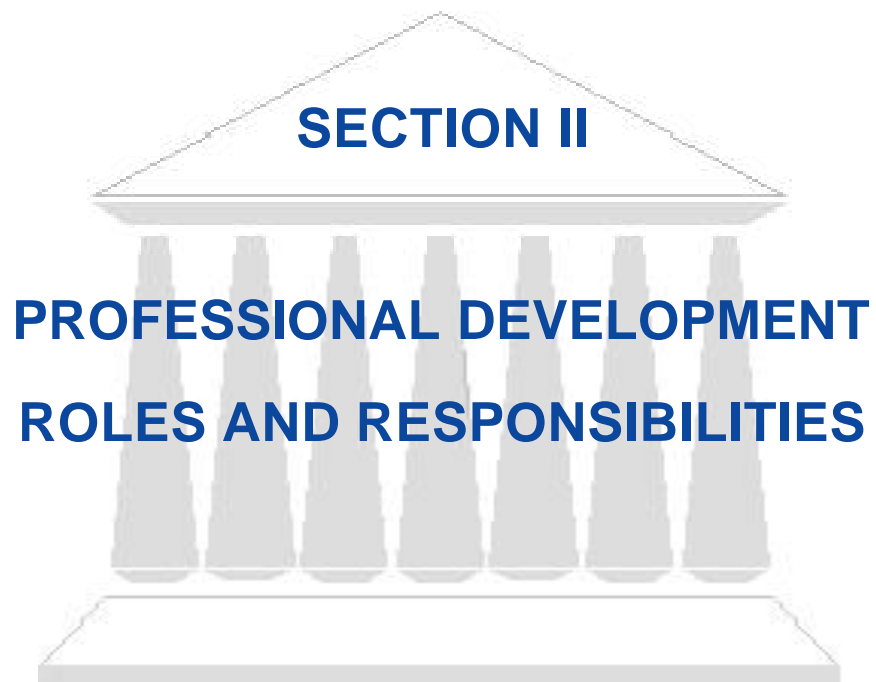 SECTION II
PROFESSIONAL DEVELOPMENT
ROLES AND RESPONSIBILITIES